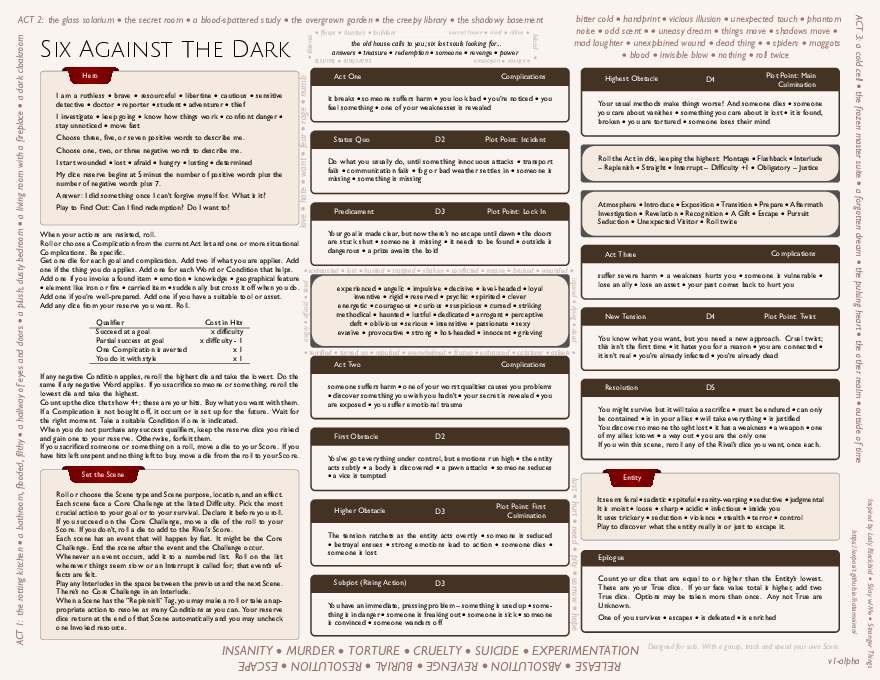 ACT 2: the glass solarium • the secret room • a blood-spattered study • the overgrown garden • the creepy library • the shadowy basement
bitter cold • handprint • vicious illusion • unexpected touch • phantom
noise • odd scent • • uneasy dream • things move • shadows move •
mad laughter • unexplained wound • dead thing • • spiders • maggots
• blood • invisible blow • nothing • roll twice
SIX AGAINST THE DARK
the old house calls to you; six lost souls looking for...
answers • treasure • redemption • someone • revenge • power
Hero
I am a ruthless • brave • resourceful • libertine • cautious • sensitive
detective • doctor • reporter • student • adventurer • thief
I investigate • keep going • know how things work • confront danger •
stay unnoticed • move fast
Choose three, five, or seven positive words to describe me.
Choose one, two, or three negative words to describe me.
I start wounded • lost • afraid • hungry • lusting • determined
My dice reserve begins at 5 minus the number of positive words plus the
number of negative words plus 7.
Answer: I did something once I can't forgive myself for. What is it?
Play to Find Out: Can I find redemption? Do I want to?
When your actions are resisted, roll.
Roll or choose a Complication from the current Act list and one or more situational
Complications. Be specific.
Get one die for each goal and complication. Add two if what you are applies. Add
one if the thing you do applies. Add one for each Word or Condition that helps.
Add one if you invoke a found item • emotion • knowledge • geographical feature
• element like iron or fire • carried item • sudden ally but cross it off when you do.
Add one if you're well-prepared. Add one if you have a suitable tool or asset.
Add any dice from your reserve you want. Roll.
Qualifier Cost in Hits
Succeed at a goal x difficulty
Partial success at goal x difficulty - 1
One Complication is averted x 1
You do it with style x 1
If any negative Condition applies, reroll the highest die and take the lowest. Do the
same if any negative Word applies. If you sacrifice someone or something, reroll the
lowest die and take the highest.
Count up the dice that show 4+; these are your hits. Buy what you want with them.
If a Complication is not bought off, it occurs or is set up for the future. Wait for
the right moment. Take a suitable Condition if one is indicated.
When you do not purchase any success qualifiers, keep the reserve dice you risked
and gain one to your reserve. Otherwise, forfeit them.
If you sacrificed someone or something on a roll, move a die to your Score. If you
have hits left unspent and nothing left to buy, move a die from the roll to your Score.
Set the Scene
Roll or choose the Scene type and Scene purpose, location, and an effect.
Each scene face a Core Challenge at the listed Difficulty. Pick the most
crucial action to your goal or to your survival. Declare it before you roll.
If you succeed on the Core Challenge, move a die of the roll to your
Score. If you don't, roll a die to add to the Rival's Score.
Each scene has an event that will happen by fiat. It might be the Core
Challenge. End the scene after the event and the Challenge occur.
Whenever an event occurs, add it to a numbered list. Roll on the list
wherever things seem slow or an Interrupt is called for; that event's ef-
fects are felt.
Play any Interludes in the space between the previous and the next Scene.
There's no Core Challenge in an Interlude.
When a Scene has the "Replenish" Tag, you may make a roll or take an ap-
propriate action to resolve as many Conditions as you can. Your reserve
dice return at the end of that Scene automatically and you may uncheck
one Invoked resource.
Act One Complications
it breaks • someone suffers harm • you look bad • you're noticed • you
feel something • one of your weaknesses is really
Status Quo D2 Plot Point: Incident
Do what you usually do, until something innocuous attacks • transport
fails • communication fails • fog or bad weather settles in • someone is
missing • something is missing
Predicament D3 Plot Point: Lock In
Your goal is made clear, but now there's no escape until dawn • the doors
are stuck shut • someone is missing • it needs to be found • outside is
dangerous • a prize awaits the bold
experienced • angelic • impulsive • decisive • level-headed • loyal
inventive • rigid • reserved • psychic • spirited • clever
energetic • courageous • curious • suspicious • cursed • striking
methodical • haunted • lustful • dedicated • arrogant • perceptive
deft • oblivious • serious • insensitive • passionate • sexy
evasive • provocative • strong • hot-headed • innocent • grieving
Act Two Complications
someone suffers harm • one of your worst qualities causes you problems
• discover something you wish you hadn't • your secret is revealed • you
are exposed • you suffer emotional trauma
First Obstacle D2
You've got everything under control, but emotions run high • the entity
acts subtly • a body is discovered • a pawn attacks • someone seduces
• a vice is tempted
Higher Obstacle D3 Plot Point: First
Commission
The tension ratchets as the entity acts overtly • someone is seduced
• betrayal ensues • strong emotions lead to action • someone dies •
someone is lost
Subplot (Rising Action) D3
You have an immediate, pressing problem – something is used up • some-
thing is in danger • someone is freaking out • someone is sick • someone
is convinced • someone wanders off
Highest Obstacle D4 Plot Point: Main
Culmination
Your usual methods make things worse! And someone dies • someone
you care about vanishes • something you care about is lost • it is found,
broken • you are tortured • someone loses their mind
Roll the Act in d6s, keeping the highest: Montage • Flashback • Interlude
– Replenish • Straight • Interrupt – Difficulty +1 • Obligatory – Justice
Atmosphere • Introduce • Exposition • Transition • Prepare • Aftermath
Investigation • Revelation • Recognition • A Gift • Escape • Pursuit
Seduction • Unexpected Visitor • Roll twice
Act Three Complications
suffer severe harm • a weakness hurts you • someone is vulnerable •
lose an ally • lose an asset • your past comes back to hurt you
New Tension D4 Plot Point: Twist
You know what you want, but you need a new approach. Cruel twist;
this isn't the first time • it hates you for a reason • you are connected •
it isn't real • you're already infected • you're already dead
Resolution D5
You might survive but it will take a sacrifice • must be endured • can only
be contained • is in your allies • will take everything • is justified
You discover someone thought lost • it has a weakness • a weapon • one
of my allies knows • a way out • you are the only one
If you win this scene, reroll any of the Rival's dice you want, once each.
Entity
It seems feral • sadistic • spiteful • sanity-warping • seductive • judgmental
It is moist • loose • sharp • acidic • infectious • inside you
It uses trickery • seduction • violence • stealth • terror • control
Play to discover what the entity really is or just to escape it.
Epilogue
Count your dice that are equal to or higher than the Entity's lowest.
These are your True dice. If your face value total is higher, add two
True dice. Options may be taken more than once. Any not True are
Unknown.
One of you survives • escapes • is defeated • is enriched
ACT 1: the rotting kitchen • a bathroom, flooded, filthy • a hallway of eyes and doors • a plush, dusty bedroom • a living room with a fireplace • a dark cloakroom
ACT 3: a cold cell • the frozen master suite • a forgotten dream • the pulsing heart • the other realm • outside of time
love • hate • want • fear • rage • numb
INSANITY • MURDER • TORTURE • CRUELTY • SUICIDE • EXPERIMENTATION
RELEASE • ABSOLUTION • REVENGE • BURIAL • RESOLUTION • ESCAPE
Designed for solo. With a group, track and spend your own Score.
v1-alpha
Inspired by Lady Blackbird • Stay with Me • Stranger Things